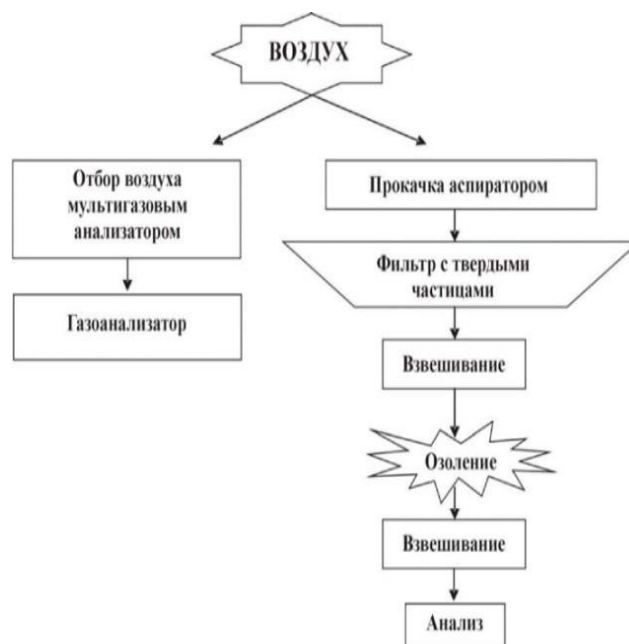 ВОЗДУХ
Отбор воздуха
мультигазовым
анализатором
Газоанализатор
Прокачка аспиратором
Фильтр с твердыми
частицами
Взвешивание
Озоление
Взвешивание
Анализ